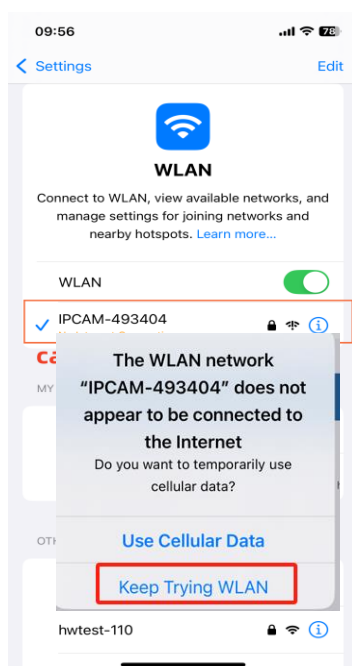 09:56
78
Settings
Edit
WLAN
Connect to WLAN, view available networks, and
manage settings for joining networks and
nearby hotspots. Learn more...
WLAN
IPCAM-493404
MY
The WLAN network
"IPCAM-493404" does not
appear to be connected to
the Internet
Do you want to temporarily use
cellular data?
Use Cellular Data
Keep Trying WLAN
hwtest-110